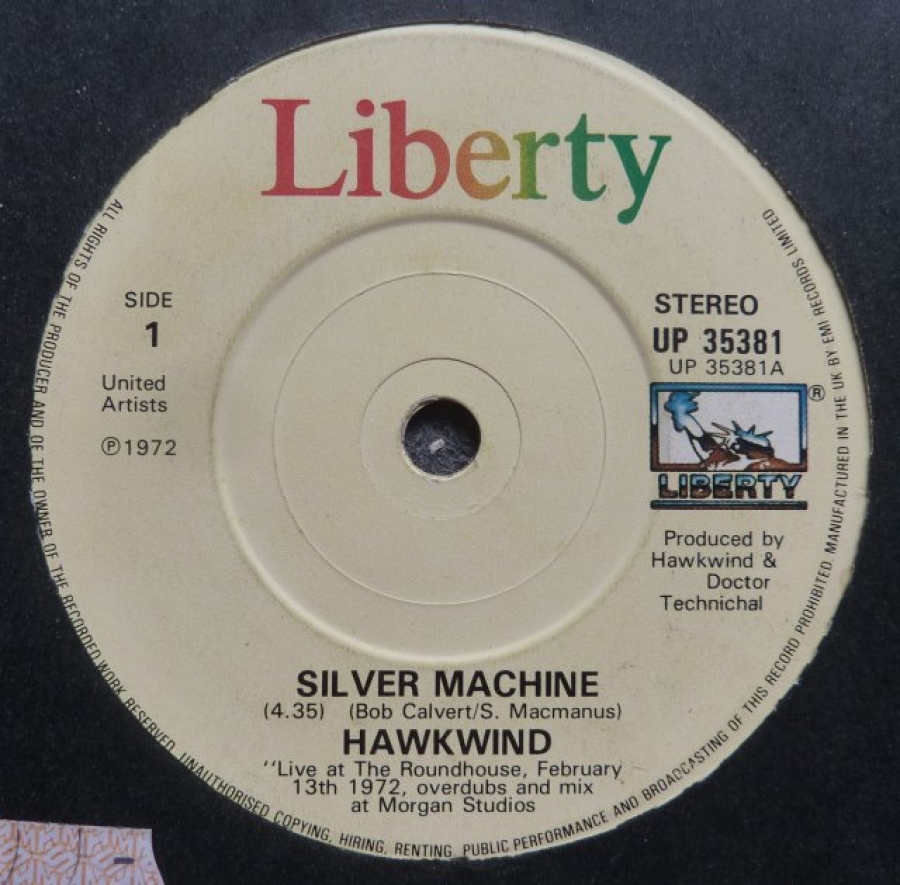 Liberty
SIDE
1
United
Artists
℗1972
STEREO
UP 35381
UP 35381A
®
LIBERTY
Produced by
Hawkwind &
Doctor
Technichal
SILVER MACHINE
(4.35) (Bob Calvert/S. Macmanus)
HAWKWIND
"Live at The Roundhouse, February
13th 1972, overdubs and mix
at Morgan Studios
ALL RIGHTS OF THE PRODUCER AND OF THE OWNER OF THE RECORDED WORK RESERVED. UNAUTHORISED COPYING, HIRING, RENTING, PUBLIC PERFORMANCE AND BROADCASTING OF THIS RECORD PROHIBITED. MANUFACTURED IN THE UK BY EMI RECORDS LIMITED